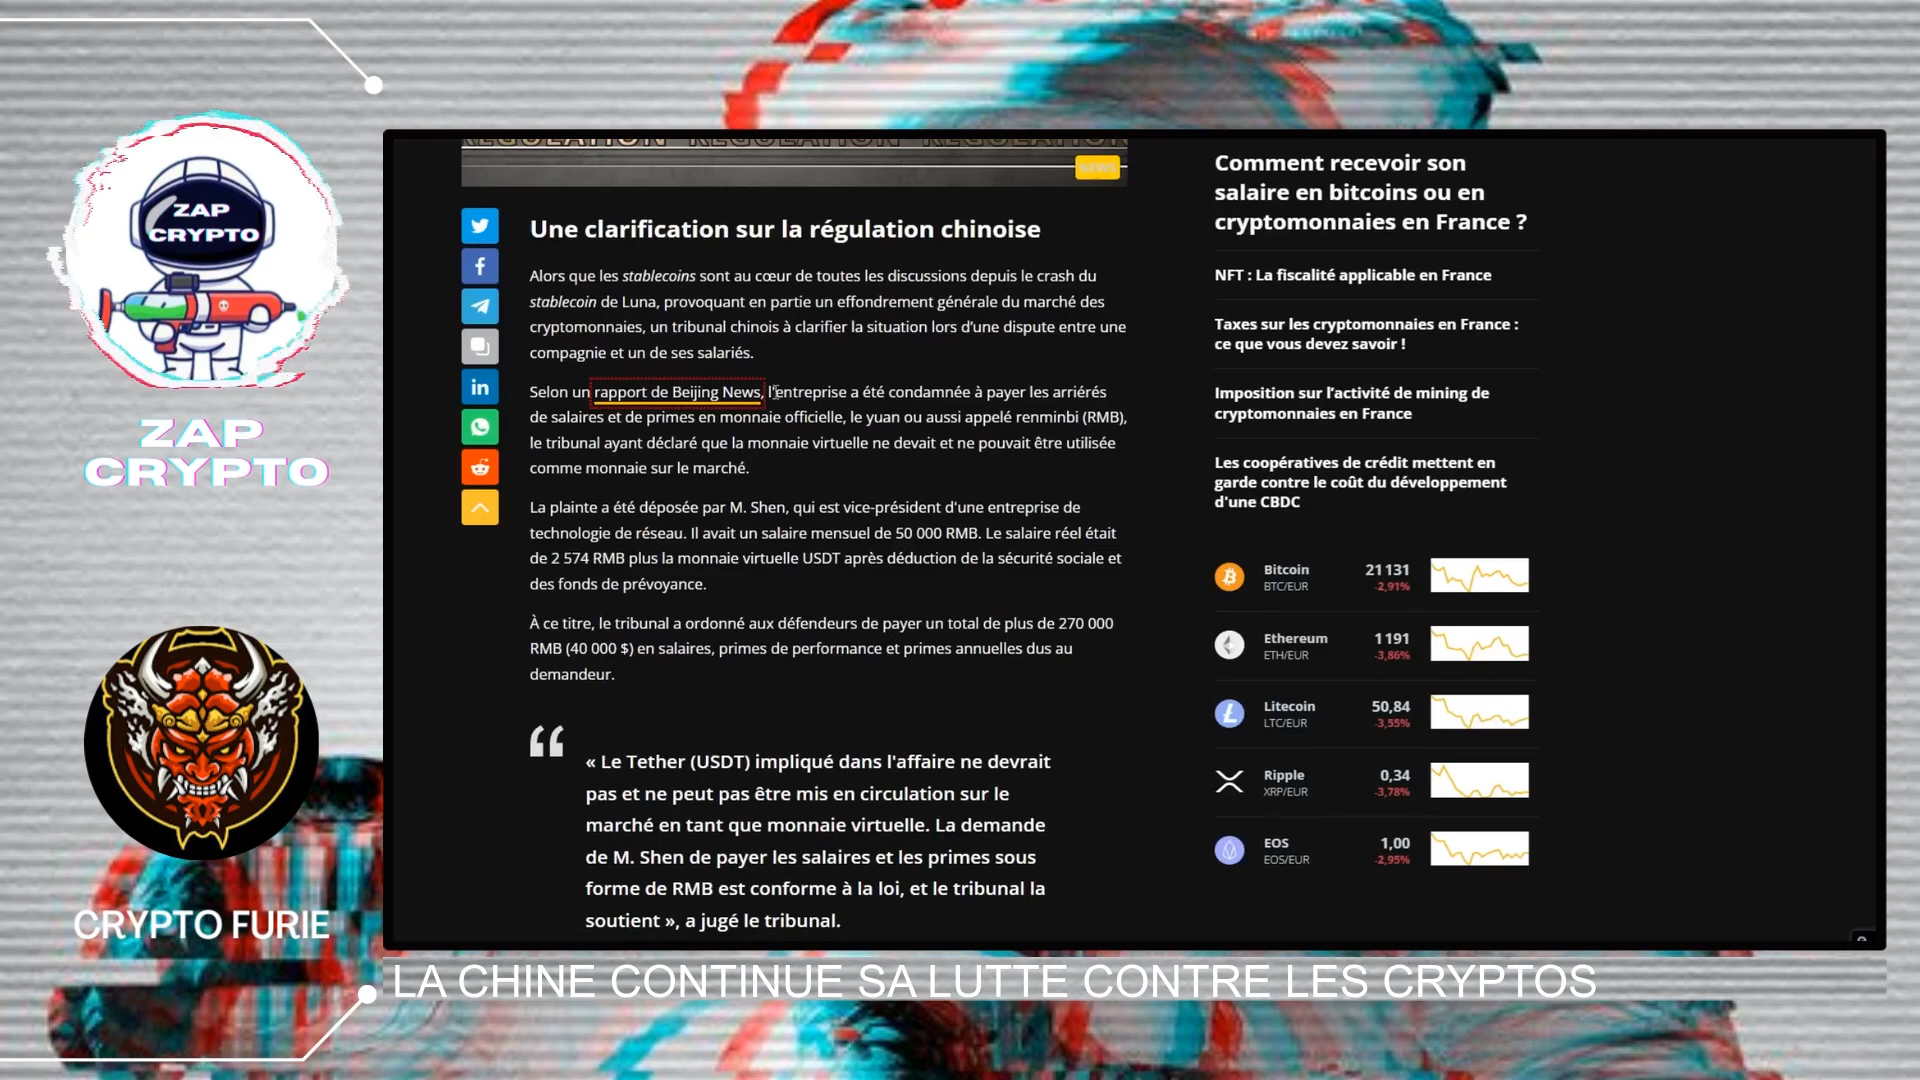 REGULATION REGULATION REGULATION
NEWS
ZAP
CRYPTO
ZAP
CRYPTO
CRYPTO FURIE
Une clarification sur la régulation chinoise
Alors que les stablecoins sont au cœur de toutes les discussions depuis le crash du
stablecoin de Luna, provoquant en partie un effondrement générale du marché des
cryptomonnaies, un tribunal chinois à clarifier la situation lors d'une dispute entre une
compagnie et un de ses salariés.
Selon un rapport de Beijing News, l'entreprise a été condamnée à payer les arriérés
de salaires et de primes en monnaie officielle, le yuan ou aussi appelé renminbi (RMB),
le tribunal ayant déclaré que la monnaie virtuelle ne devait et ne pouvait être utilisée
comme monnaie sur le marché.
La plainte a été déposée par M. Shen, qui est vice-président d'une entreprise de
technologie de réseau. Il avait un salaire mensuel de 50 000 RMB. Le salaire réel était
de 2 574 RMB plus la monnaie virtuelle USDT après déduction de la sécurité sociale et
des fonds de prévoyance.
À ce titre, le tribunal a ordonné aux défendeurs de payer un total de plus de 270 000
RMB (40 000 $) en salaires, primes de performance et primes annuelles dus au
demandeur.
« Le Tether (USDT) impliqué dans l'affaire ne devrait
pas et ne peut pas être mis en circulation sur le
marché en tant que monnaie virtuelle. La demande
de M. Shen de payer les salaires et les primes sous
forme de RMB est conforme à la loi, et le tribunal la
soutient », a jugé le tribunal.
Comment recevoir son
salaire en bitcoins ou en
cryptomonnaies en France ?
NFT : La fiscalité applicable en France
Taxes sur les cryptomonnaies en France :
ce que vous devez savoir !
Imposition sur l'activité de mining de
cryptomonnaies en France
Les coopératives de crédit mettent en
garde contre le coût du développement
d'une CBDC
Bitcoin 21 131
BTC/EUR -2,91%
Ethereum 1 191
ETH/EUR -3,86%
Litecoin 50,84
LTC/EUR -3,55%
Ripple 0,34
XRP/EUR -3,78%
EOS 1,00
EOS/EUR -2,95%
LA CHINE CONTINUE SA LUTTE CONTRE LES CRYPTOS